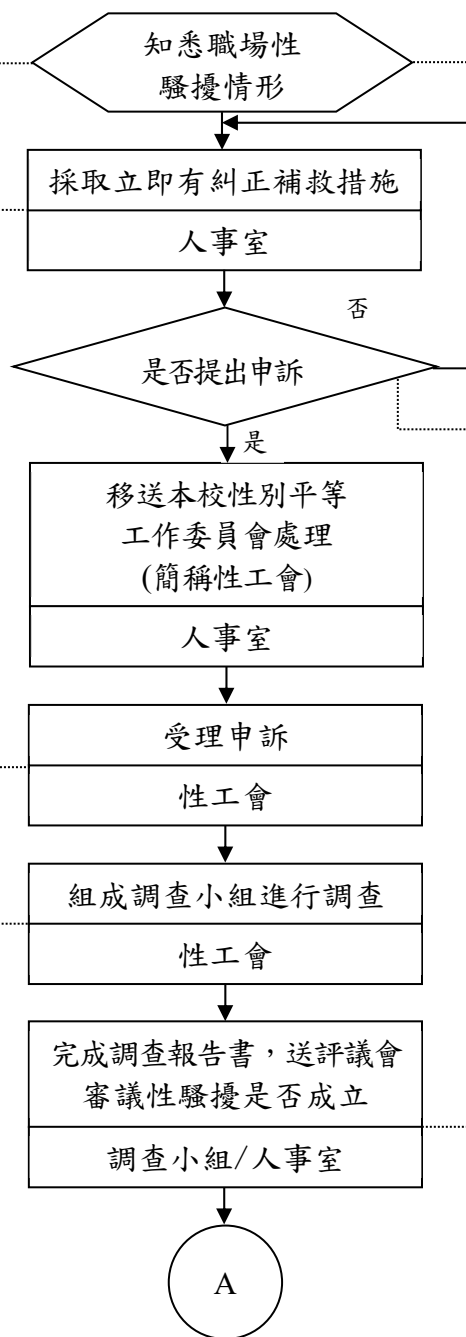 知悉職場性
騷擾情形
採取立即有糾正補救措施
人事室
否
是否提出申訴
是
移送本校性別平等
工作委員會處理
(簡稱性工會)
人事室
受理申訴
性工會
組成調查小組進行調查
性工會
完成調查報告書，送評議會
審議性騷擾是否成立
調查小組/人事室
A